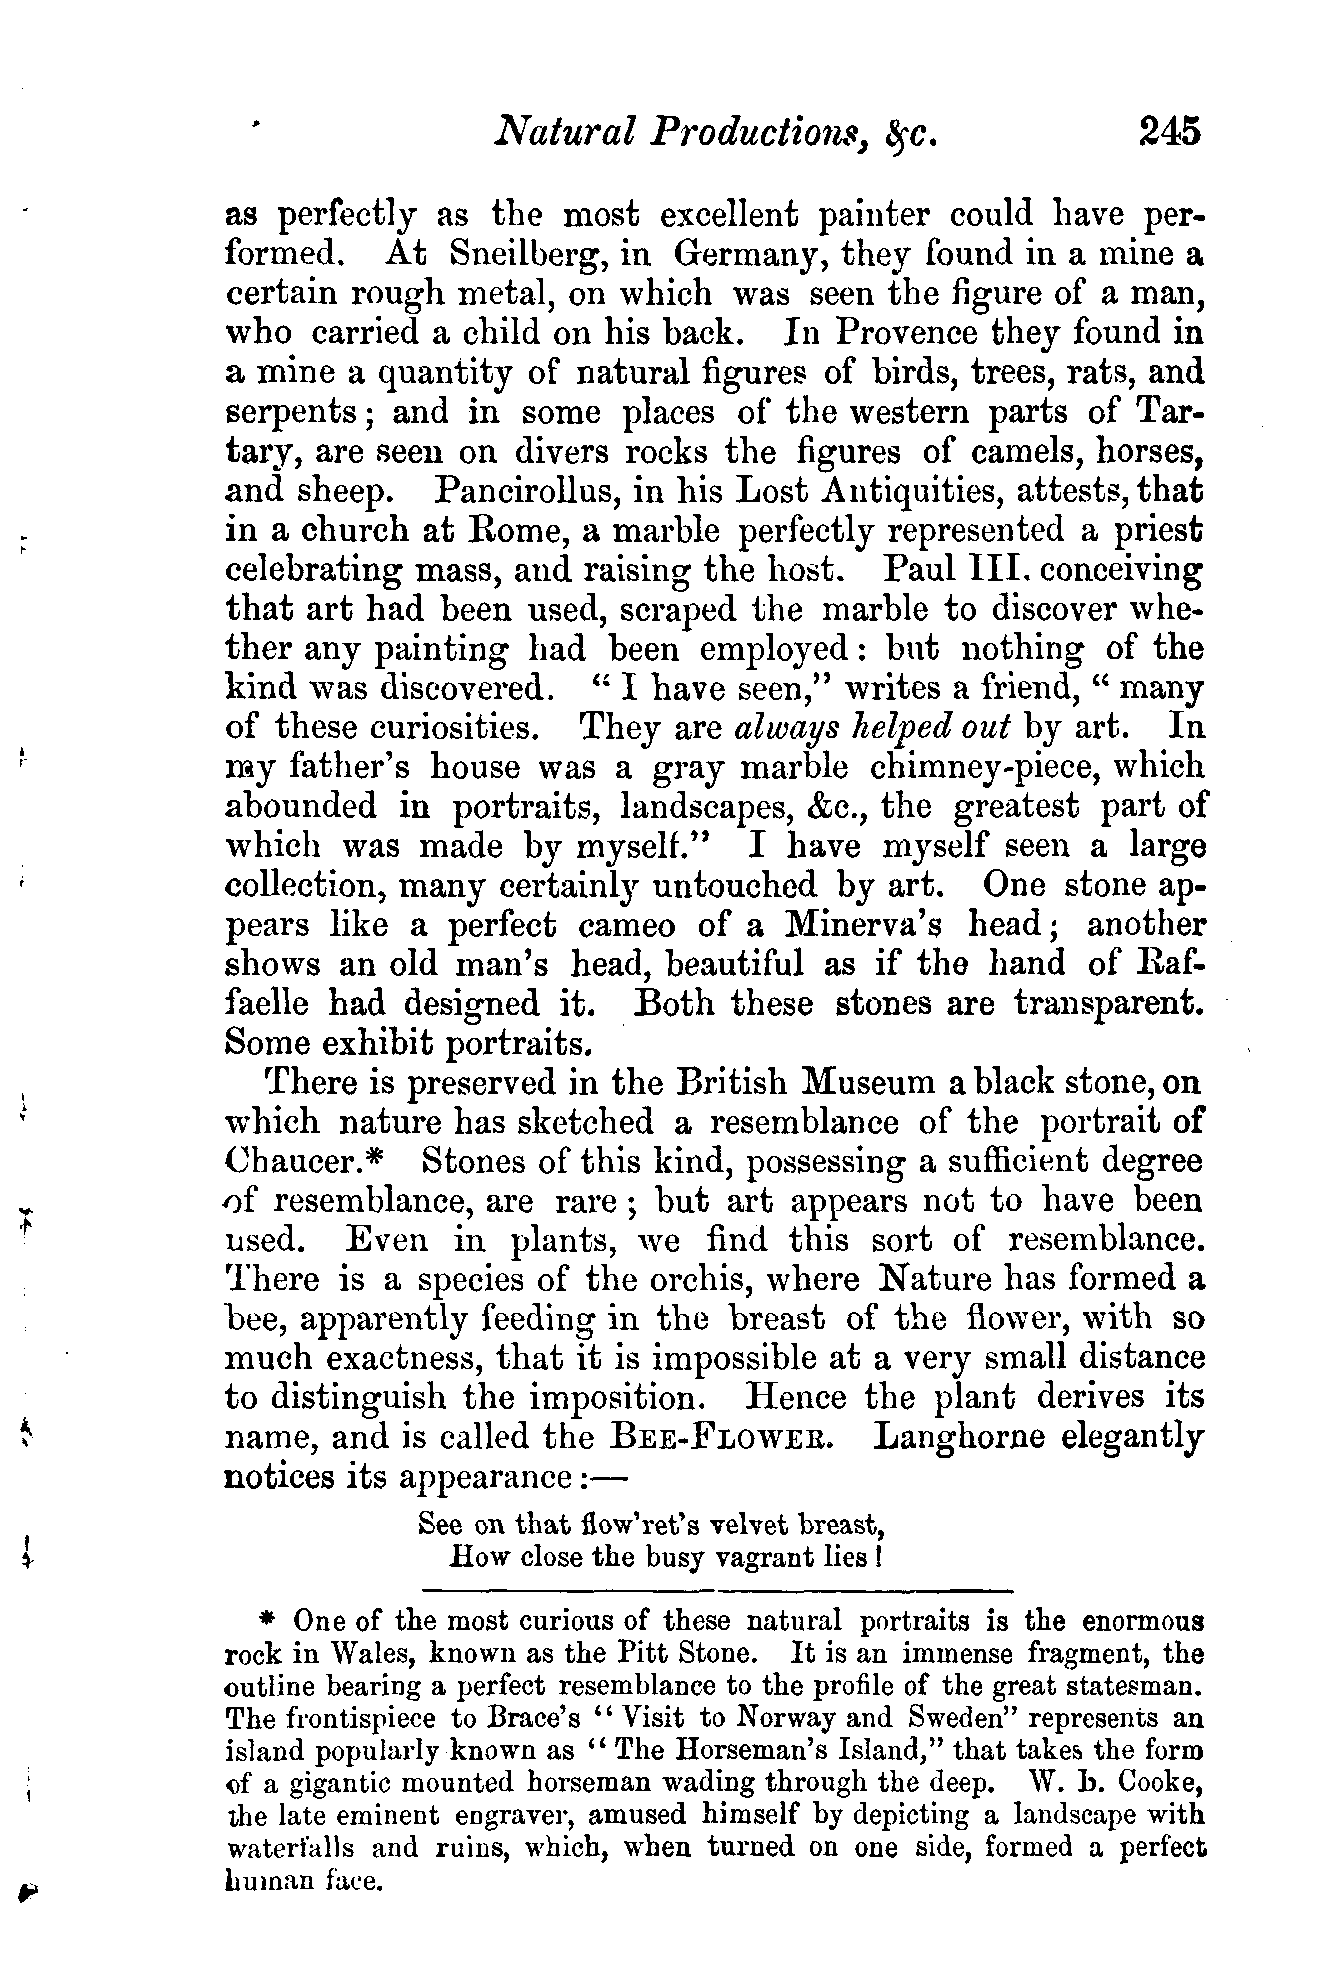 Natural Productions, &c. 245
as perfectly as the most excellent painter could have per-
formed. At Sneilberg, in Germany, they found in a mine a
certain rough metal, on which was seen the figure of a man,
who carried a child on his back. In Provence they found in
a mine a quantity of natural figures of birds, trees, rats, and
serpents; and in some places of the western parts of Tar-
tary, are seen on divers rocks the figures of camels, horses,
and sheep. Pancirollus, in his Lost Antiquities, attests, that
in a church at Rome, a marble perfectly represented a priest
celebrating mass, and raising the host. Paul III. conceiving
that art had been used, scraped the marble to discover whe-
ther any painting had been employed: but nothing of the
kind was discovered. “I have seen,” writes a friend, “many
of these curiosities. They are always helped out by art. In
my father's house was a gray marble chimney-piece, which
abounded in portraits, landscapes, &c., the greatest part of
which was made by myself.” I have myself seen a large
collection, many certainly untouched by art. One stone ap-
pears like a perfect cameo of a Minerva's head; another
shows an old man's head, beautiful as if the hand of Raf-
faelle had designed it. Both these stones are transparent.
Some exhibit portraits.
There is preserved in the British Museum a black stone, on
which nature has sketched a resemblance of the portrait of
Chaucer.* Stones of this kind, possessing a sufficient degree
of resemblance, are rare; but art appears not to have been
used. Even in plants, we find this sort of resemblance.
There is a species of the orchis, where Nature has formed a
bee, apparently feeding in the breast of the flower, with so
much exactness, that it is impossible at a very small distance
to distinguish the imposition. Hence the plant derives its
name, and is called the BEE-FLOWER. Langhorne elegantly
notices its appearance:—
See on that flow'ret's velvet breast,
How close the busy vagrant lies!
* One of the most curious of these natural portraits is the enormous
rock in Wales, known as the Pitt Stone. It is an immense fragment, the
outline bearing a perfect resemblance to the profile of the great statesman.
The frontispiece to Brace's “Visit to Norway and Sweden” represents an
island popularly known as “The Horseman's Island,” that takes the form
of a gigantic mounted horseman wading through the deep. W. B. Cooke,
the late eminent engraver, amused himself by depicting a landscape with
waterfalls and ruins, which, when turned on one side, formed a perfect
human face.